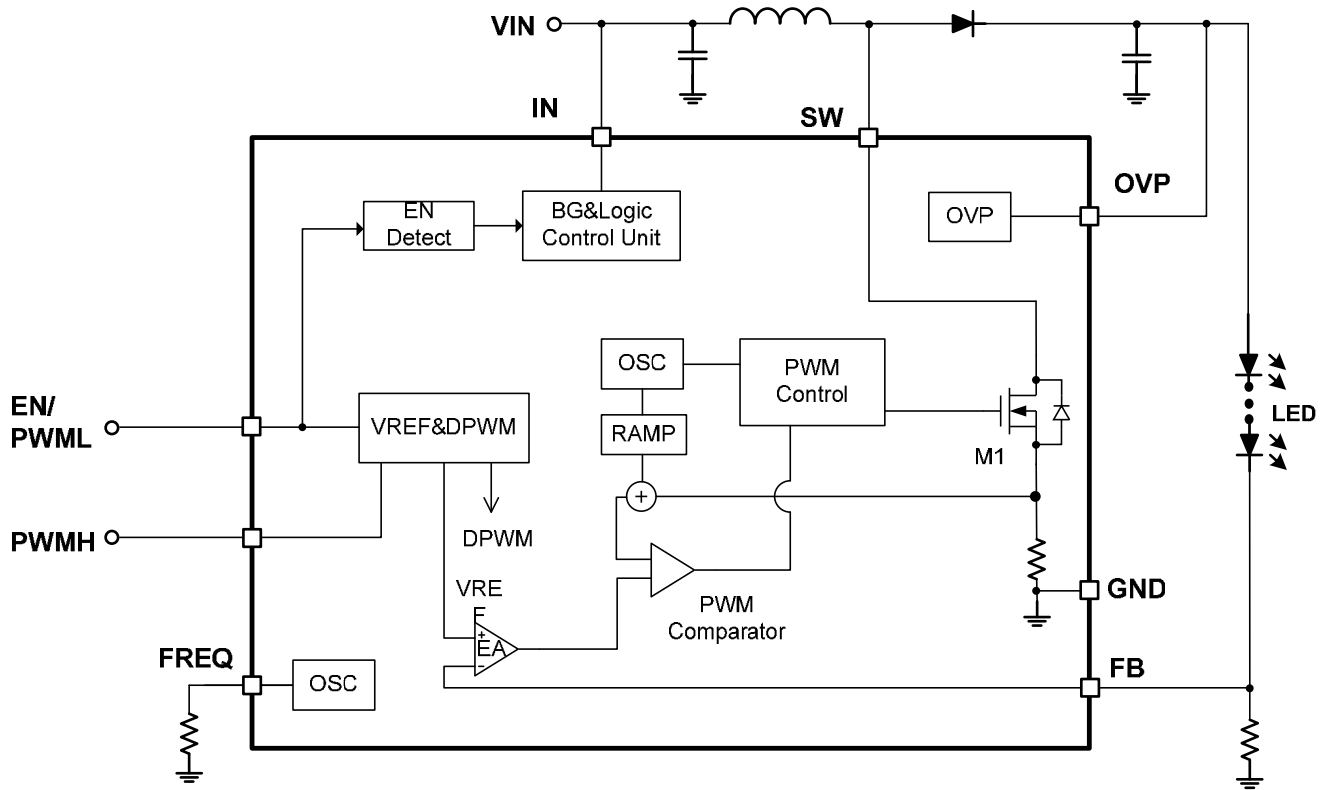 VIN
IN
SW
OVP
EN
Detect
BG&Logic
Control Unit
OVP
OSC
PWM
Control
EN/
PWML
VREF&DPWM
RAMP
M1
LED
+
PWMH
DPWM
VRE
F
+
EA
-
PWM
Comparator
GND
FREQ
OSC
FB